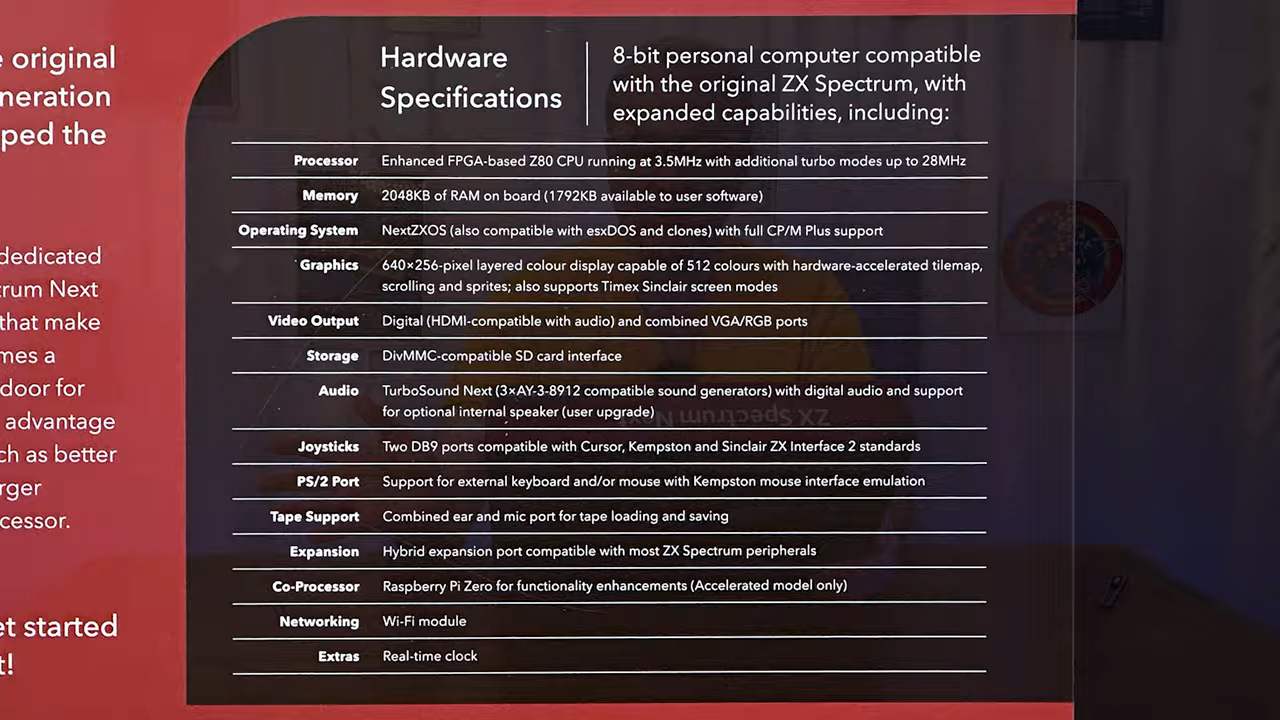 e original
neration
ped the
dedicated
trum Next
that make
mes a
door for
advantage
ch as better
rger
cessor.
et started
t!
Hardware
Specifications
8-bit personal computer compatible
with the original ZX Spectrum, with
expanded capabilities, including:
Processor Enhanced FPGA-based Z80 CPU running at 3.5MHz with additional turbo modes up to 28MHz
Memory 2048KB of RAM on board (1792KB available to user software)
Operating System NextZXOS (also compatible with esxDOS and clones) with full CP/M Plus support
Graphics 640×256-pixel layered colour display capable of 512 colours with hardware-accelerated tilemap,
scrolling and sprites; also supports Timex Sinclair screen modes
Video Output Digital (HDMI-compatible with audio) and combined VGA/RGB ports
Storage DivMMC-compatible SD card interface
Audio TurboSound Next (3×AY-3-8912 compatible sound generators) with digital audio and support
for optional internal speaker (user upgrade)
ZX Spectrum Next
Joysticks Two DB9 ports compatible with Cursor, Kempston and Sinclair ZX Interface 2 standards
PS/2 Port Support for external keyboard and/or mouse with Kempston mouse interface emulation
Tape Support Combined ear and mic port for tape loading and saving
Expansion Hybrid expansion port compatible with most ZX Spectrum peripherals
Co-Processor Raspberry Pi Zero for functionality enhancements (Accelerated model only)
Networking Wi-Fi module
Extras Real-time clock